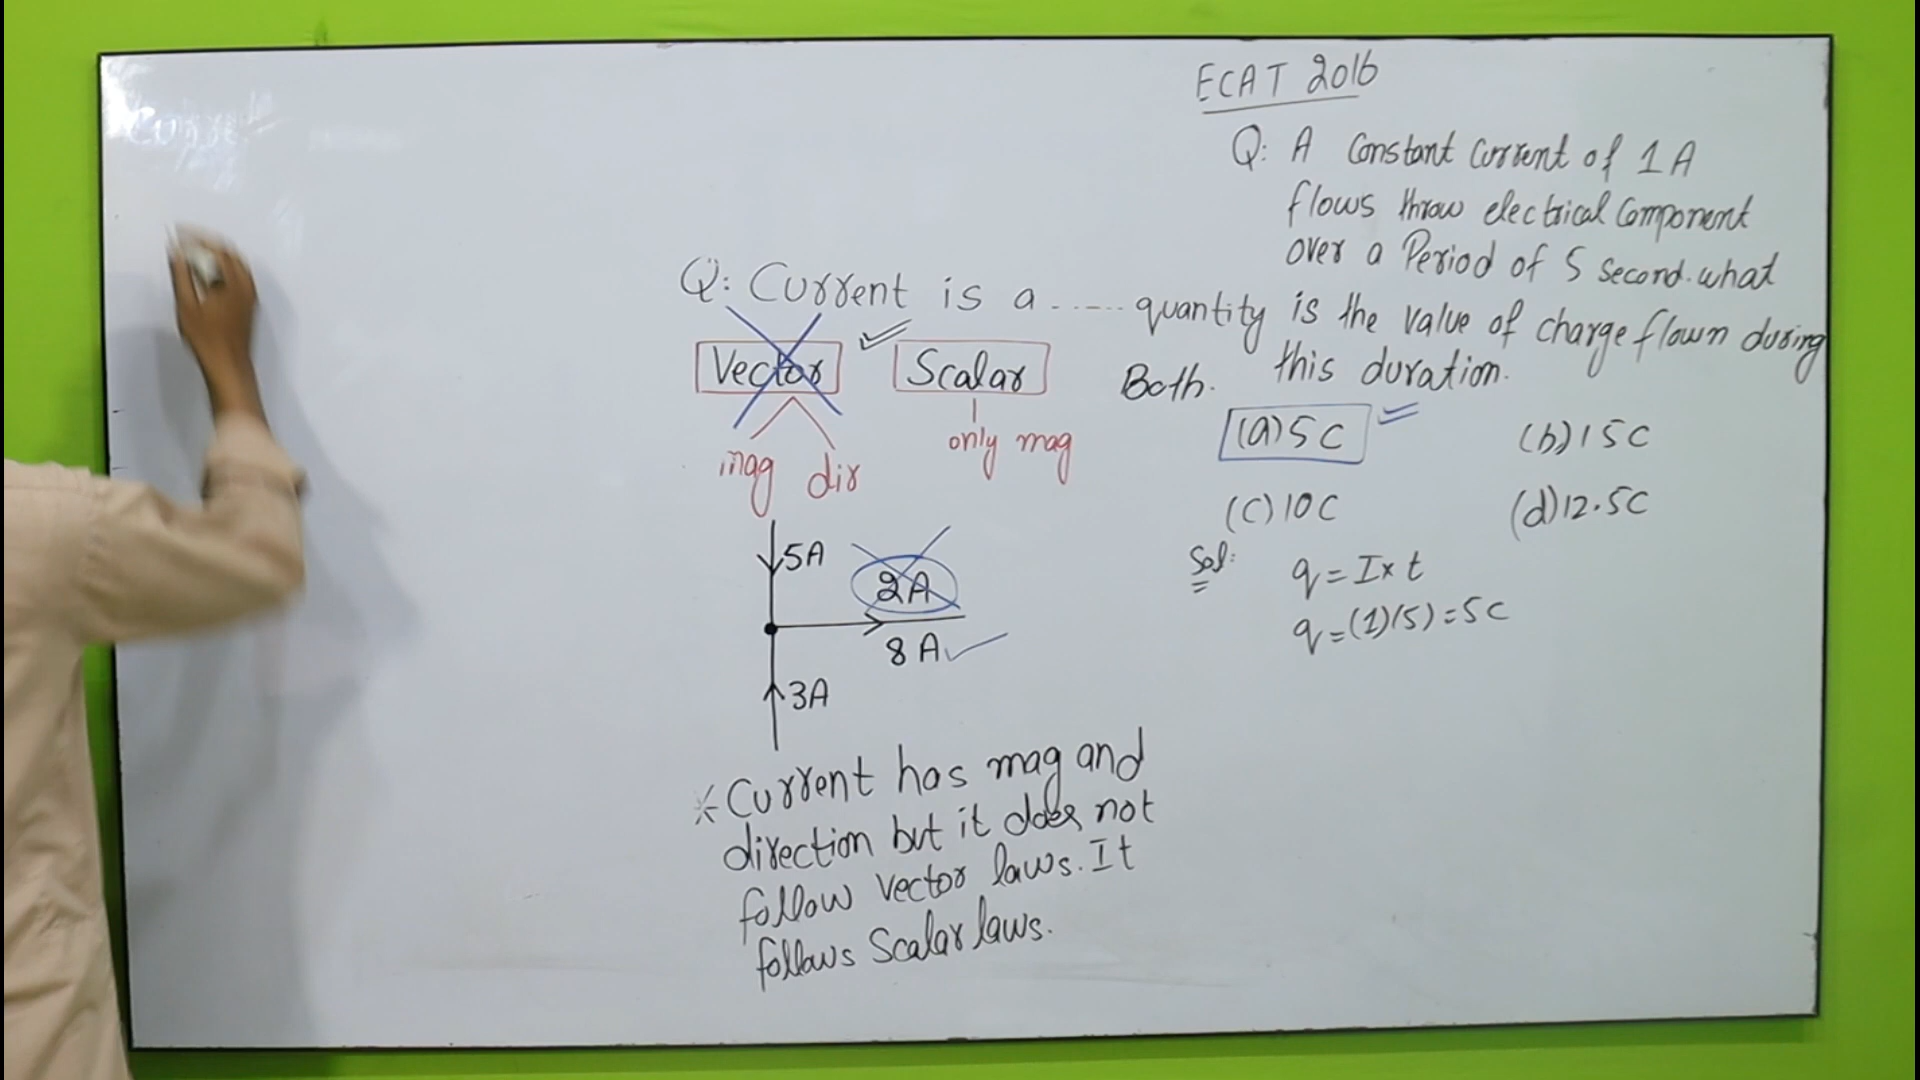 ECAT 2016
Q: A Constant Current of 1A
flows throw electrical Component
over a Period of 5 second. what
is the value of charge flown during
this duration.
(a) 5C
(b) 15C
(c) 10C
(d) 12.5C
Sol:
q = I x t
q = (1)(5) = 5C
Q: Current is a ...... quantity
Vector
Scalar
Both.
mag dir
only mag
5A
2A
8A
3A
* Current has mag and
direction but it does not
follow vector laws. It
follows Scalar laws.